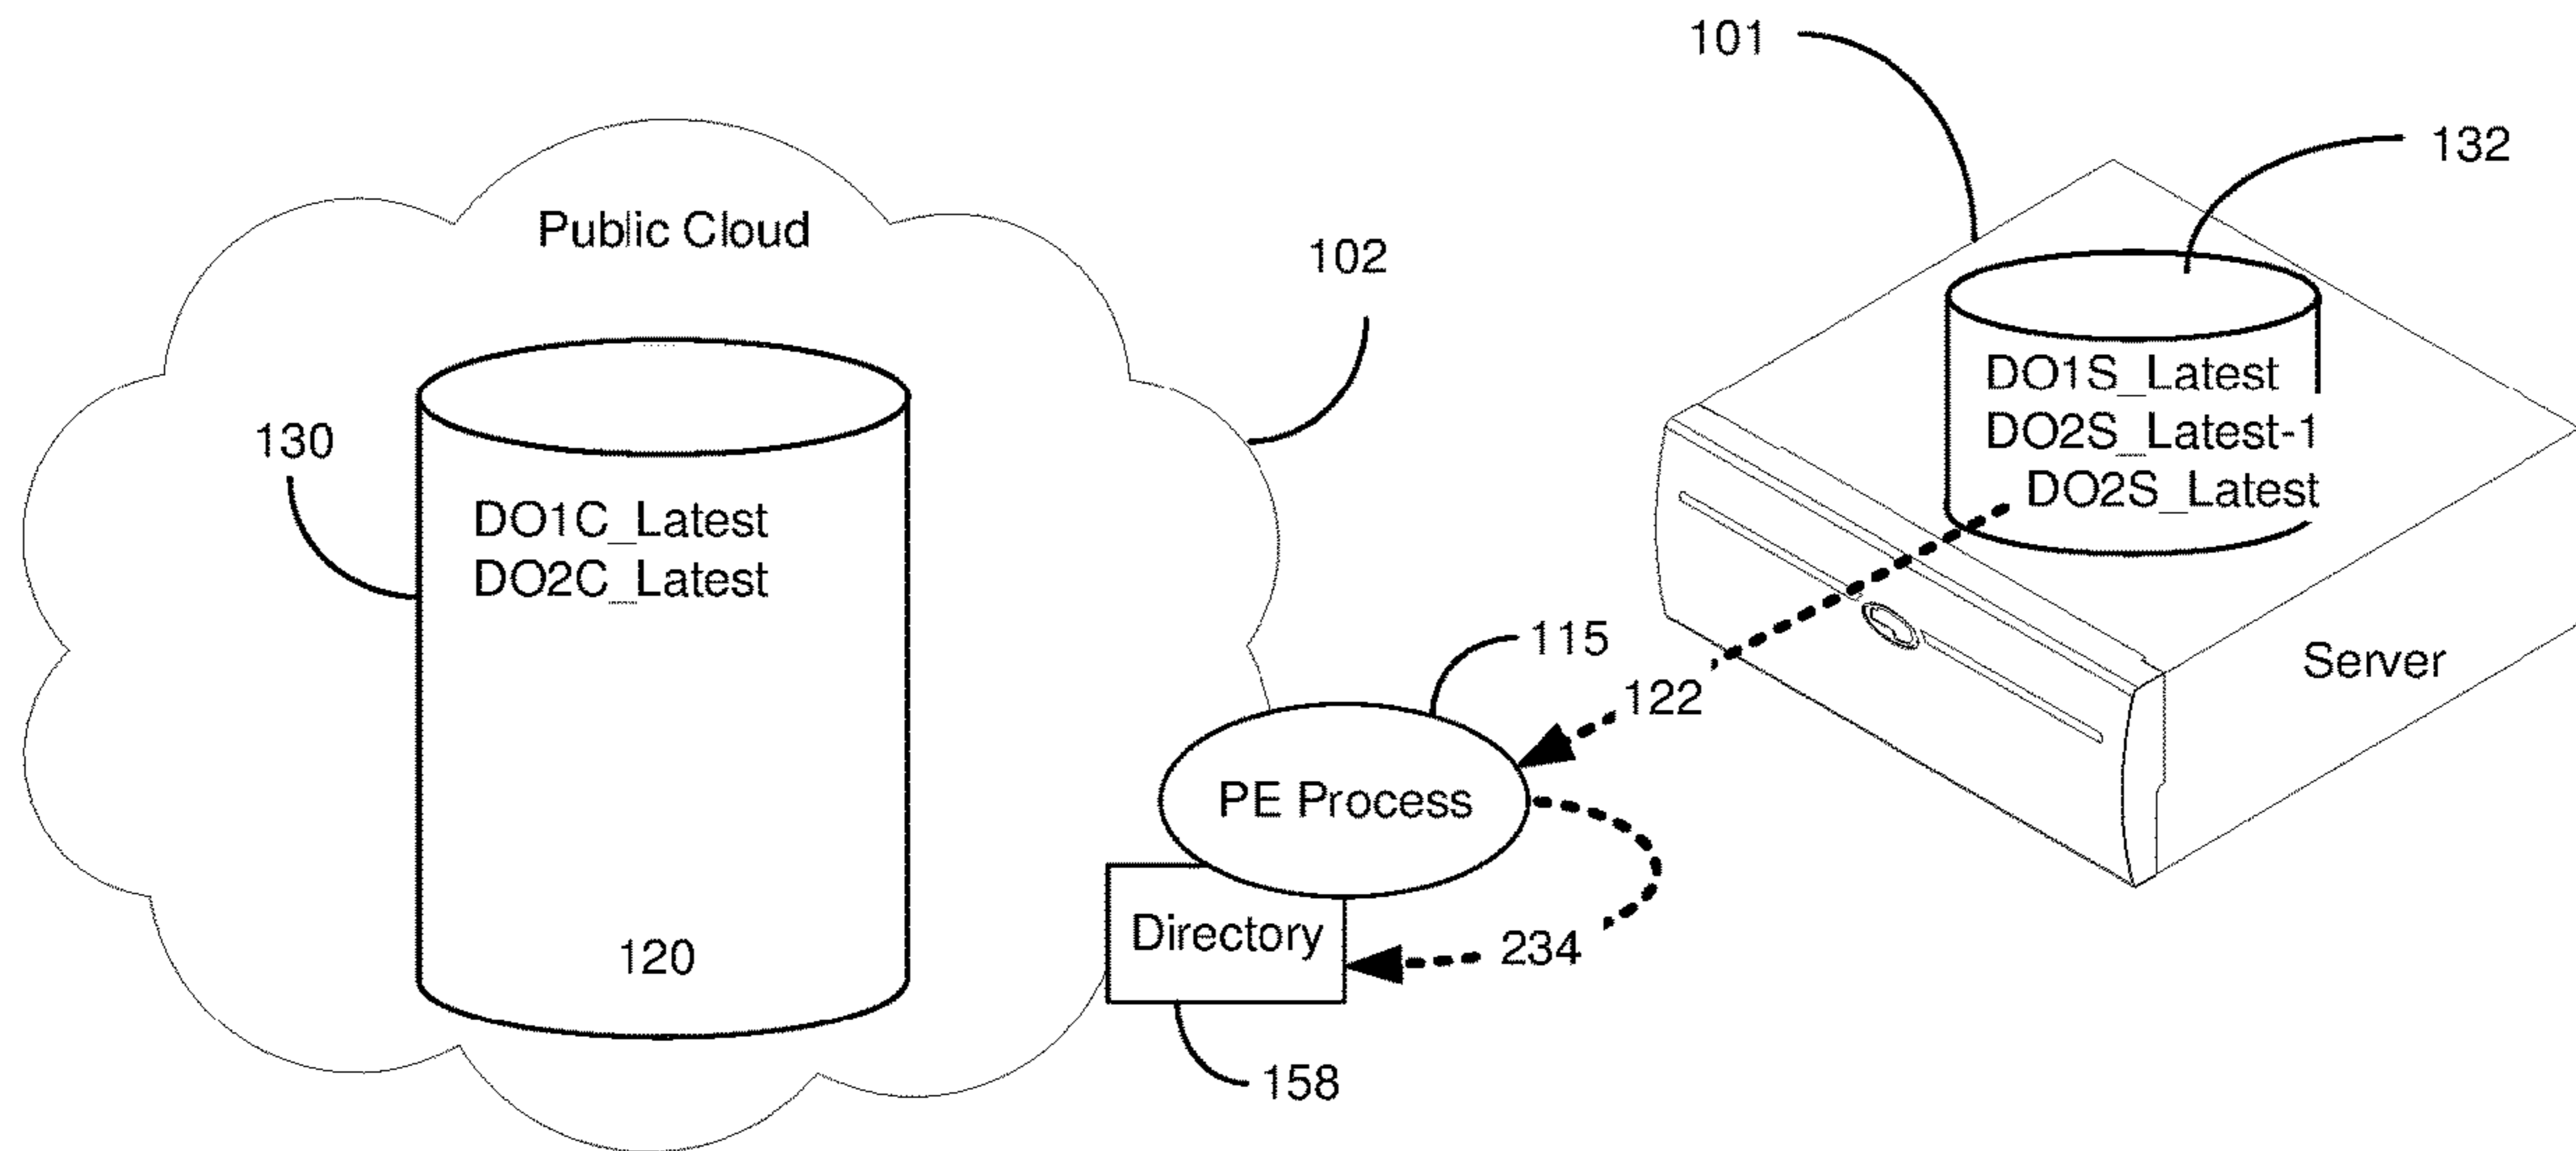 101
132
Public Cloud
102
DO1S_Latest
DO2S_Latest-1
DO2S_Latest
130
DO1C_Latest
DO2C_Latest
115
Server
122
PE Process
Directory
234
120
158